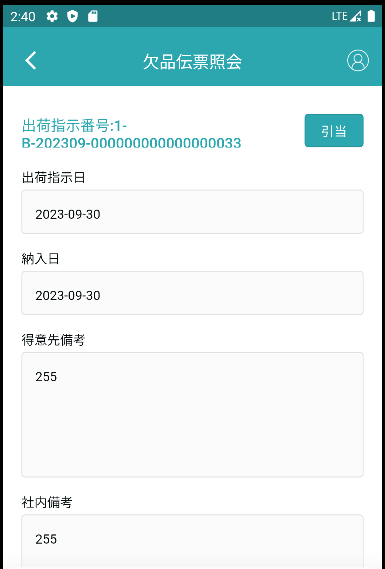 2:40 LTE
欠品伝票照会
出荷指示番号:1-
B-202309-000000000000000033
引当
出荷指示日
2023-09-30
納入日
2023-09-30
得意先備考
255
社内備考
255